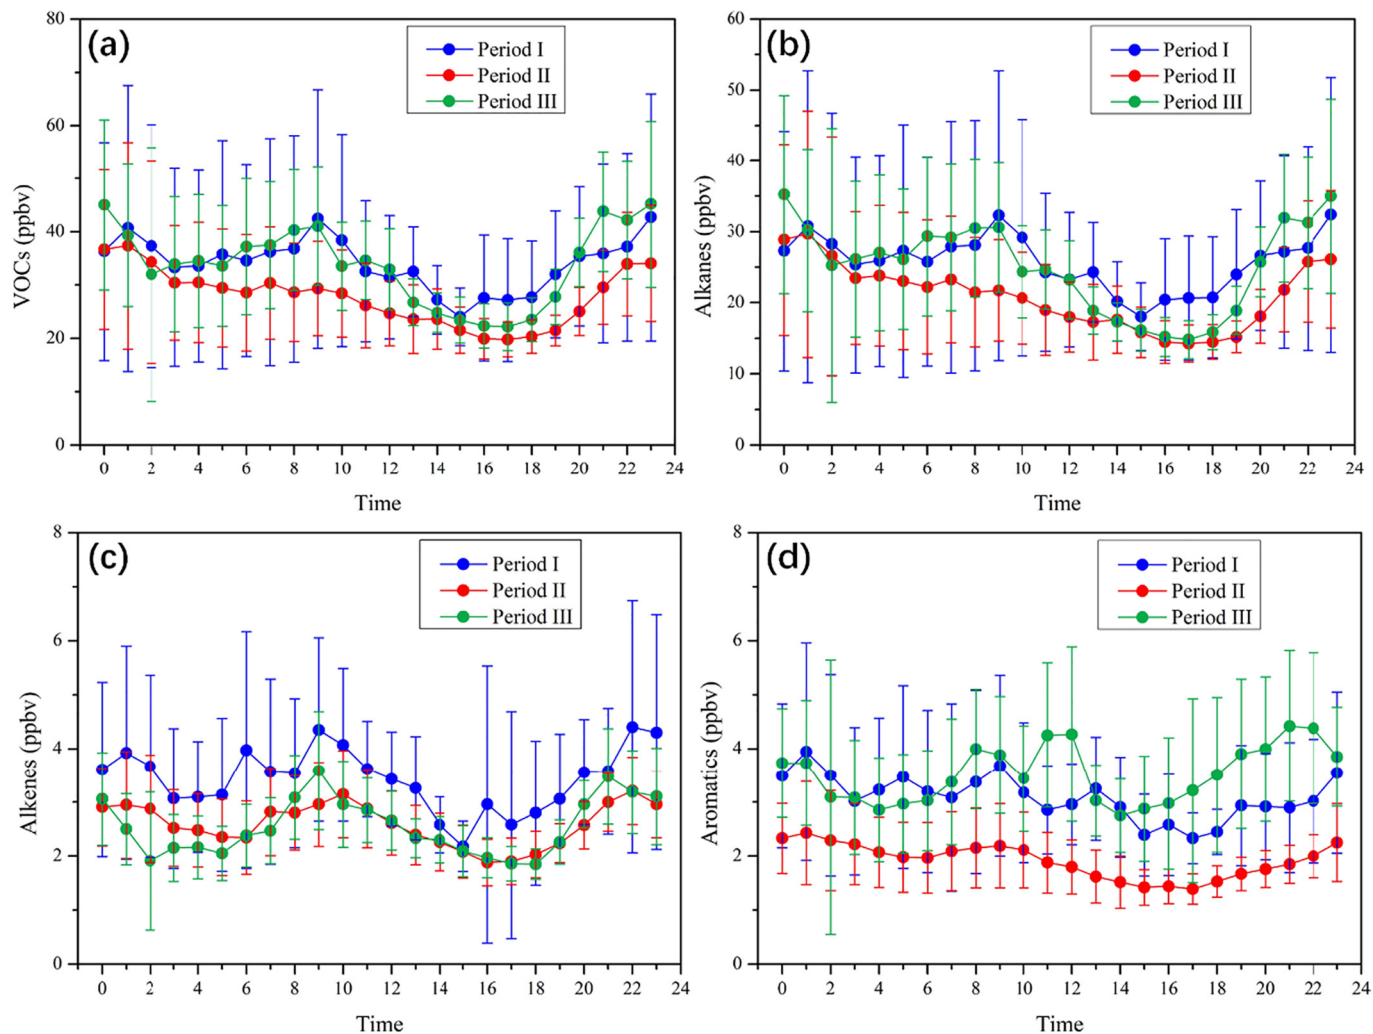 (a)
Period I
Period II
Period III
VOCs (ppbv)
80
60
40
20
0
0 2 4 6 8 10 12 14 16 18 20 22 24
Time
(b)
Period I
Period II
Period III
Alkanes (ppbv)
60
50
40
30
20
10
0
0 2 4 6 8 10 12 14 16 18 20 22 24
Time
(c)
Period I
Period II
Period III
Alkenes (ppbv)
8
6
4
2
0
0 2 4 6 8 10 12 14 16 18 20 22 24
Time
(d)
Period I
Period II
Period III
Aromatics (ppbv)
8
6
4
2
0
0 2 4 6 8 10 12 14 16 18 20 22 24
Time